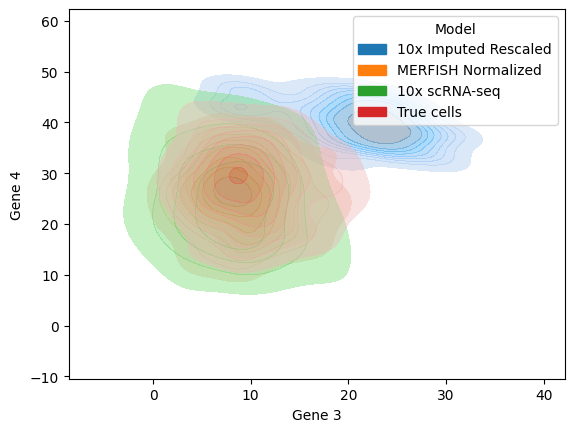 Model
10x Imputed Rescaled
MERFISH Normalized
10x scRNA-seq
True cells
60
50
40
30
20
10
0
−10
Gene 4
0
10
20
30
40
Gene 3